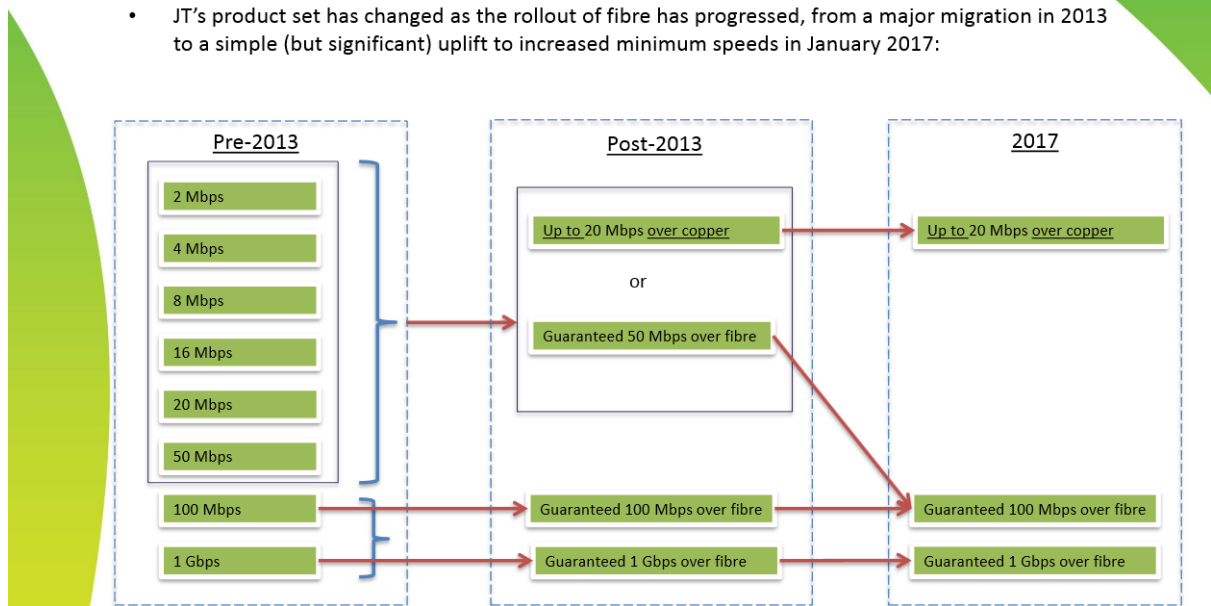 • JT’s product set has changed as the rollout of fibre has progressed, from a major migration in 2013
to a simple (but significant) uplift to increased minimum speeds in January 2017:
Pre-2013
2 Mbps
4 Mbps
8 Mbps
16 Mbps
20 Mbps
50 Mbps
100 Mbps
1 Gbps
Post-2013
Up to 20 Mbps over copper
or
Guaranteed 50 Mbps over fibre
Guaranteed 100 Mbps over fibre
Guaranteed 1 Gbps over fibre
2017
Up to 20 Mbps over copper
Guaranteed 100 Mbps over fibre
Guaranteed 1 Gbps over fibre